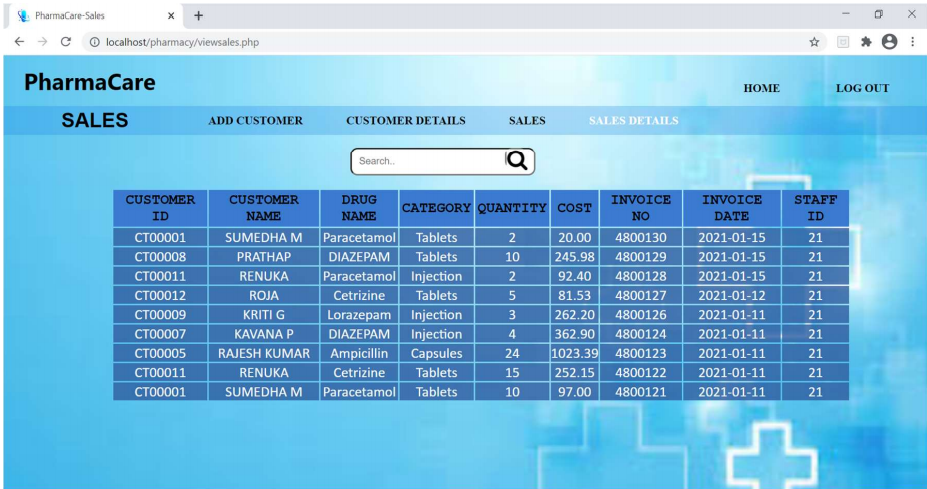 PharmaCare-Sales
localhost/pharmacy/viewsales.php
PharmaCare
HOME LOG OUT
SALES ADD CUSTOMER CUSTOMER DETAILS SALES SALES DETAILS
Search..
CUSTOMER ID CUSTOMER NAME DRUG NAME CATEGORY QUANTITY COST INVOICE NO INVOICE DATE STAFF ID
CT00001 SUMEDHA M Paracetamol Tablets 2 20.00 4800130 2021-01-15 21
CT00008 PRATHAP DIAZEPAM Tablets 10 245.98 4800129 2021-01-15 21
CT00011 RENUKA Paracetamol Injection 2 92.40 4800128 2021-01-15 21
CT00012 ROJA Cetrizine Tablets 5 81.53 4800127 2021-01-12 21
CT00009 KRITI G Lorazepam Injection 3 262.20 4800126 2021-01-11 21
CT00007 KAVANA P DIAZEPAM Injection 4 362.90 4800124 2021-01-11 21
CT00005 RAJESH KUMAR Ampicillin Capsules 24 1023.39 4800123 2021-01-11 21
CT00011 RENUKA Cetrizine Tablets 15 252.15 4800122 2021-01-11 21
CT00001 SUMEDHA M Paracetamol Tablets 10 97.00 4800121 2021-01-11 21